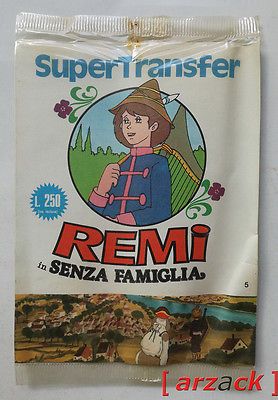 SuperTransfer
L. 250
REMi
in SENZA FAMIGLIA
5
[ arzack ]